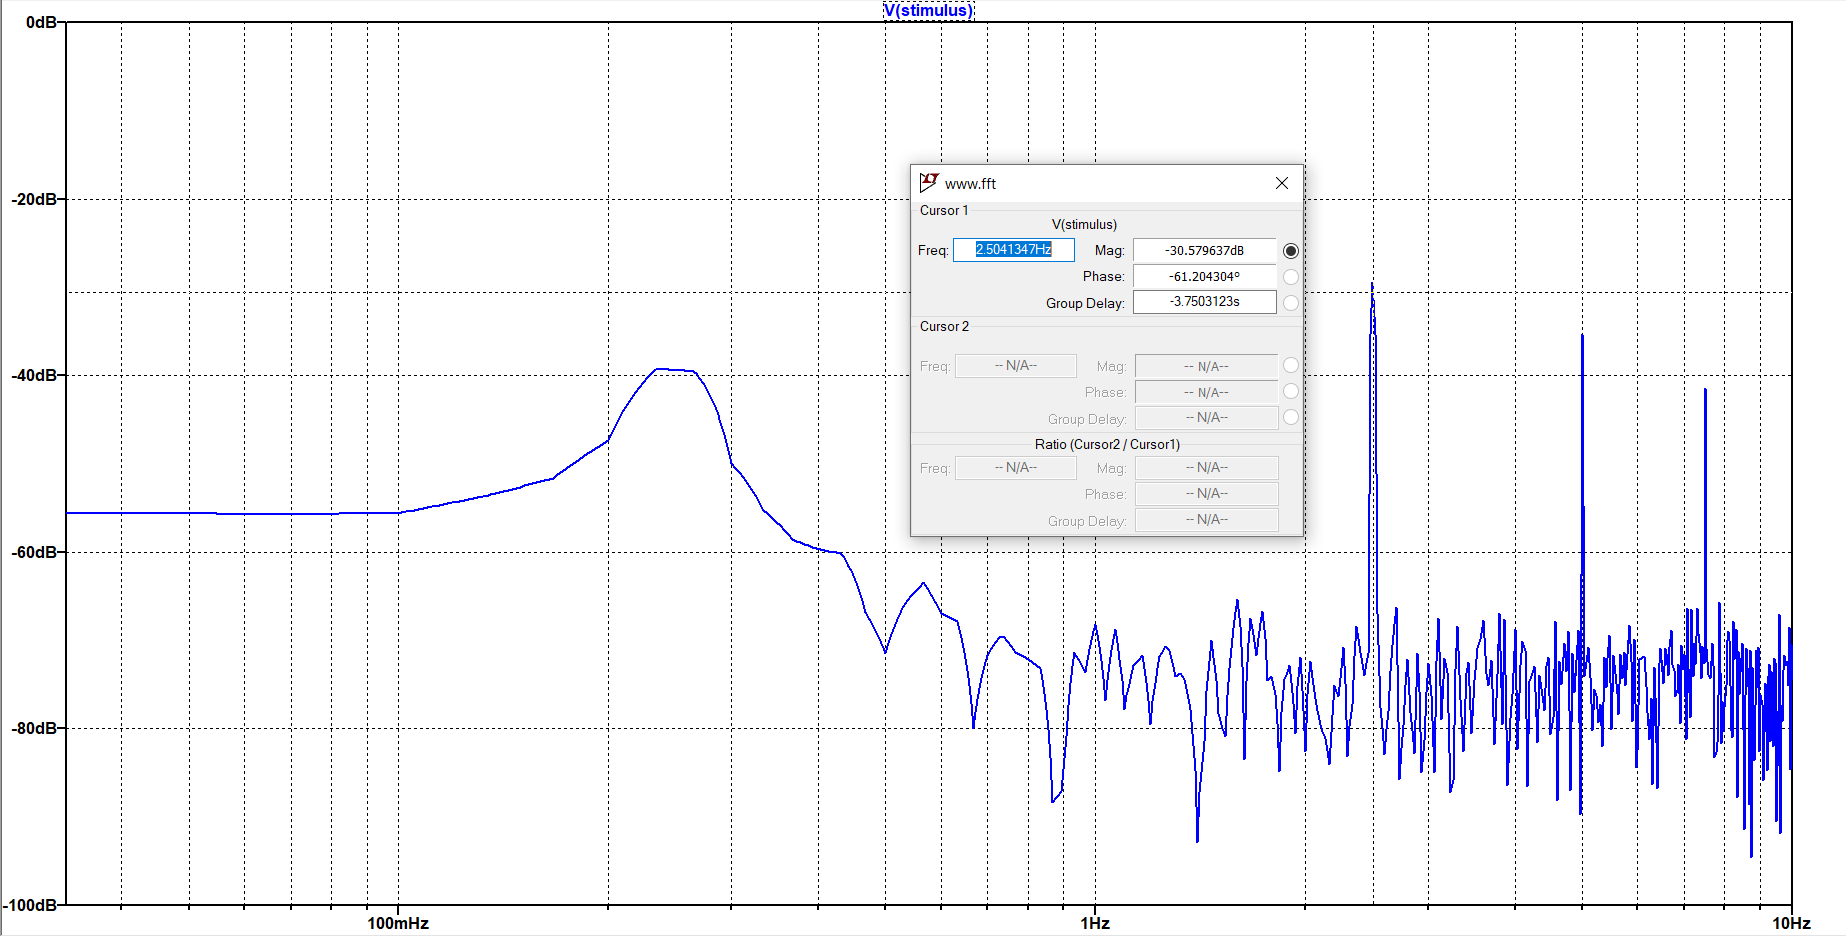 V(stimulus)
0dB
-20dB
-40dB
-60dB
-80dB
-100dB
100mHz
1Hz
10Hz
www.fft
Cursor 1
V(stimulus)
Freq: 2.5041347Hz Mag: -30.579637dB
Phase: -61.204304º
Group Delay: -3.7503123s
Cursor 2
Freq: -- N/A-- Mag: -- N/A--
Phase: -- N/A--
Group Delay: -- N/A--
Ratio (Cursor2 / Cursor1)
Freq: -- N/A-- Mag: -- N/A--
Phase: -- N/A--
Group Delay: -- N/A--